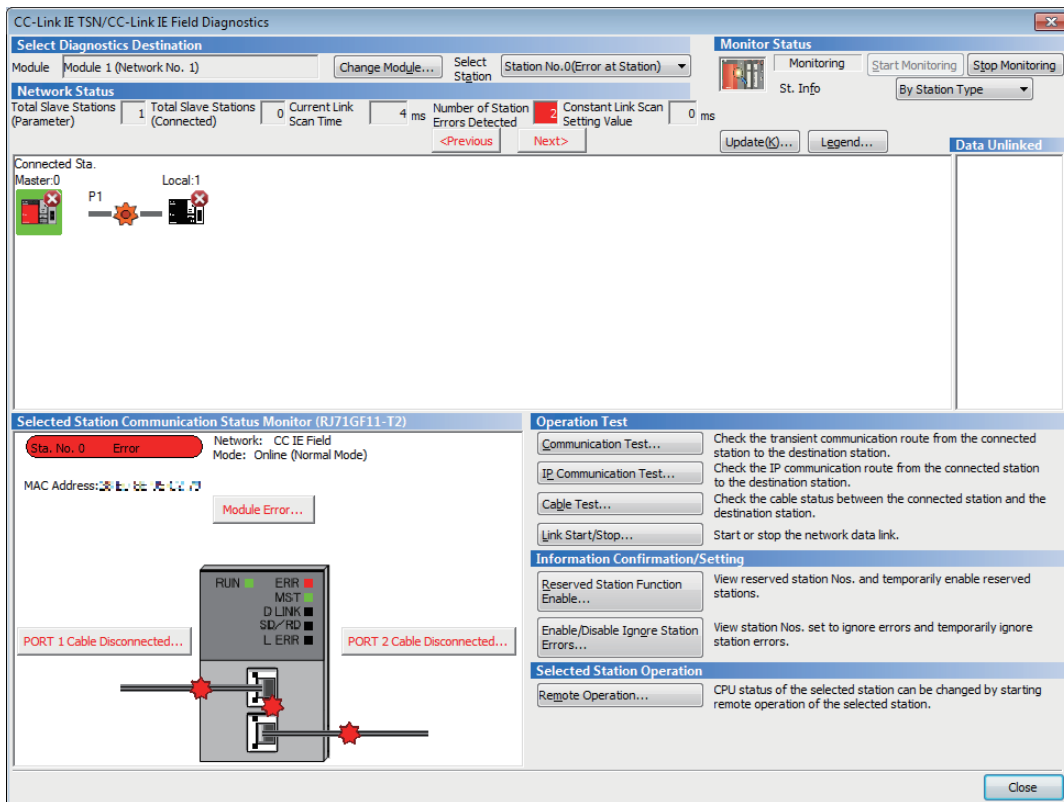 CC-Link IE TSN/CC-Link IE Field Diagnostics
Select Diagnostics Destination
Module Module 1 (Network No. 1) Change Module... Select Station Station No.0(Error at Station)
Monitor Status
Monitoring Start Monitoring Stop Monitoring
St. Info By Station Type
Network Status
Total Slave Stations (Parameter) 1 Total Slave Stations (Connected) 0 Current Link Scan Time 4 ms Number of Station Errors Detected 2 Constant Link Scan Setting Value 0 ms
<Previous Next> Update(K)... Legend... Data Unlinked
Connected Sta.
Master:0 Local:1
P1
Selected Station Communication Status Monitor (RJ71GF11-T2)
Sta. No. 0 Error
Network: CC IE Field
Mode: Online (Normal Mode)
MAC Address:
Module Error...
RUN ERR
MST
D LINK
SD/RD
L ERR
PORT 1 Cable Disconnected... PORT 2 Cable Disconnected...
Operation Test
Communication Test... Check the transient communication route from the connected
station to the destination station.
IP Communication Test... Check the IP communication route from the connected station
to the destination station.
Cable Test... Check the cable status between the connected station and the
destination station.
Link Start/Stop... Start or stop the network data link.
Information Confirmation/Setting
Reserved Station Function Enable... View reserved station Nos. and temporarily enable reserved
stations.
Enable/Disable Ignore Station Errors... View station Nos. set to ignore errors and temporarily ignore
station errors.
Selected Station Operation
Remote Operation... CPU status of the selected station can be changed by starting
remote operation of the selected station.
Close